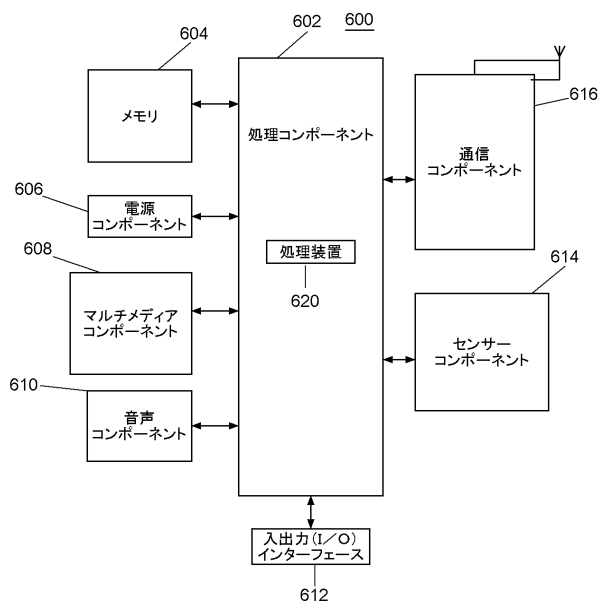 602
600
604
メモリ
処理コンポーネント
616
通信
コンポーネント
606
電源
コンポーネント
608
処理装置
620
614
マルチメディア
コンポーネント
センサー
コンポーネント
610
音声
コンポーネント
入出力(I/O)
インターフェース
612